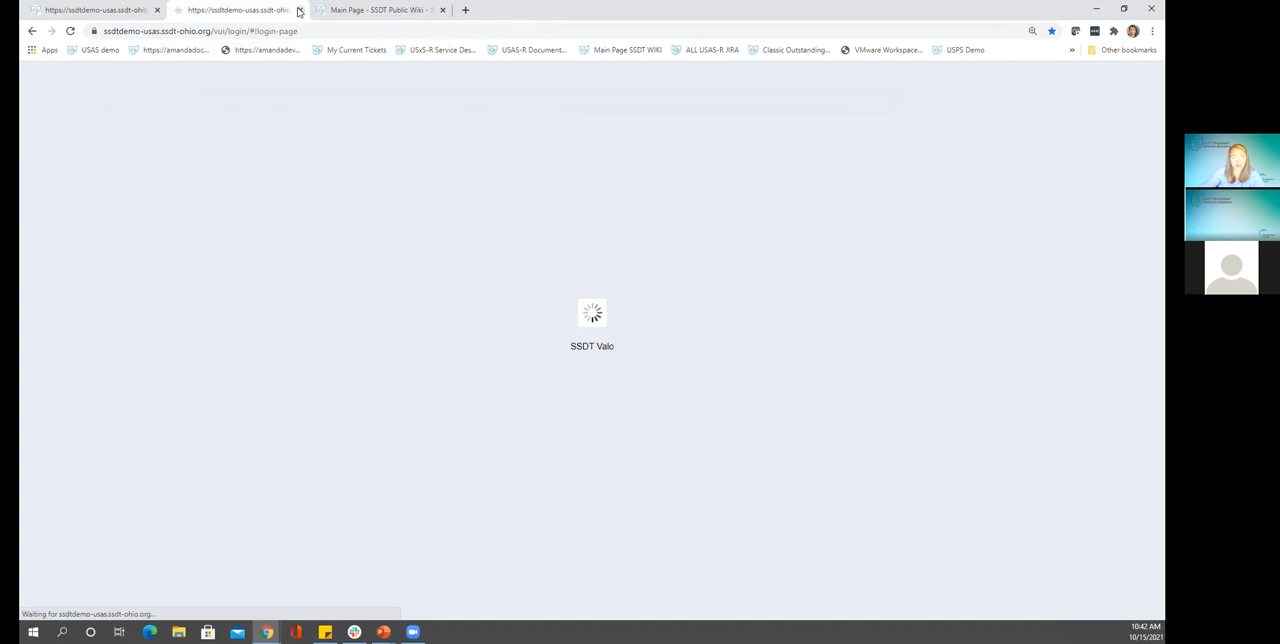 https://ssdtdemo-usas.ssdt-ohio.
https://ssdtdemo-usas.ssdt-ohio
Main Page - SSDT Public Wiki - S
ssdtdemo-usas.ssdt-ohio.org/vui/login/#!login-page
Apps
USAS demo
https://amandadoc...
https://amandadev...
My Current Tickets
USxS-R Service Des...
USAS-R Document...
Main Page SSDT WIKI
ALL USAS-R JIRA
Classic Outstanding...
VMware Workspace...
USPS Demo
»
Other bookmarks
SSDT Valo
Waiting for ssdtdemo-usas.ssdt-ohio.org...
10:42 AM
10/15/2021